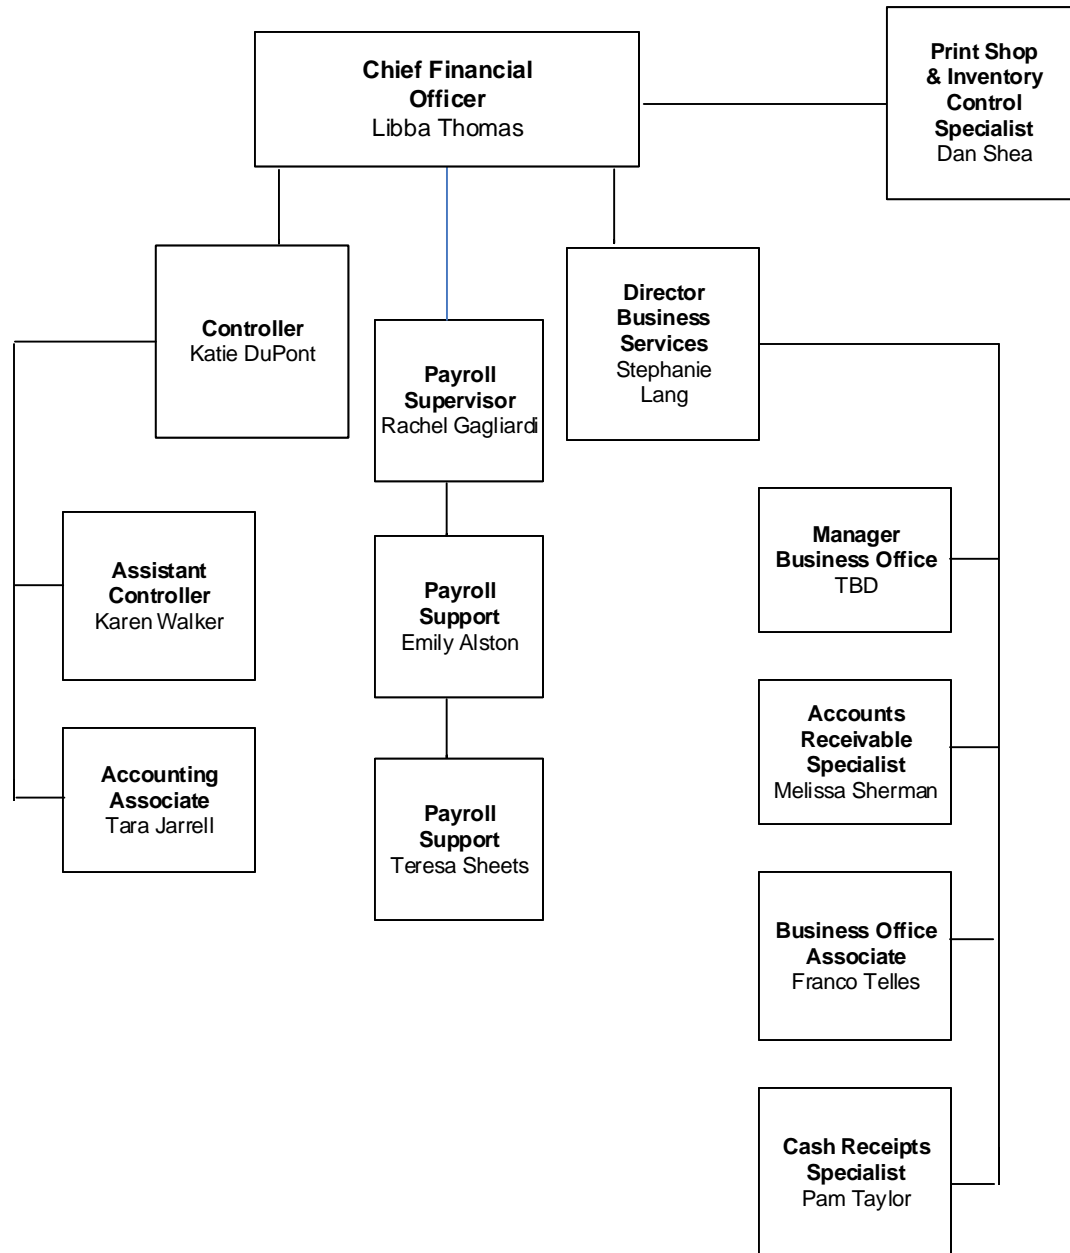 Chief Financial
Officer
Libba Thomas
Print Shop
& Inventory
Control
Specialist
Dan Shea
Controller
Katie DuPont
Payroll
Supervisor
Rachel Gagliardi
Director
Business
Services
Stephanie
Lang
Assistant
Controller
Karen Walker
Payroll
Support
Emily Alston
Manager
Business Office
TBD
Accounting
Associate
Tara Jarrell
Payroll
Support
Teresa Sheets
Accounts
Receivable
Specialist
Melissa Sherman
Business Office
Associate
Franco Telles
Cash Receipts
Specialist
Pam Taylor